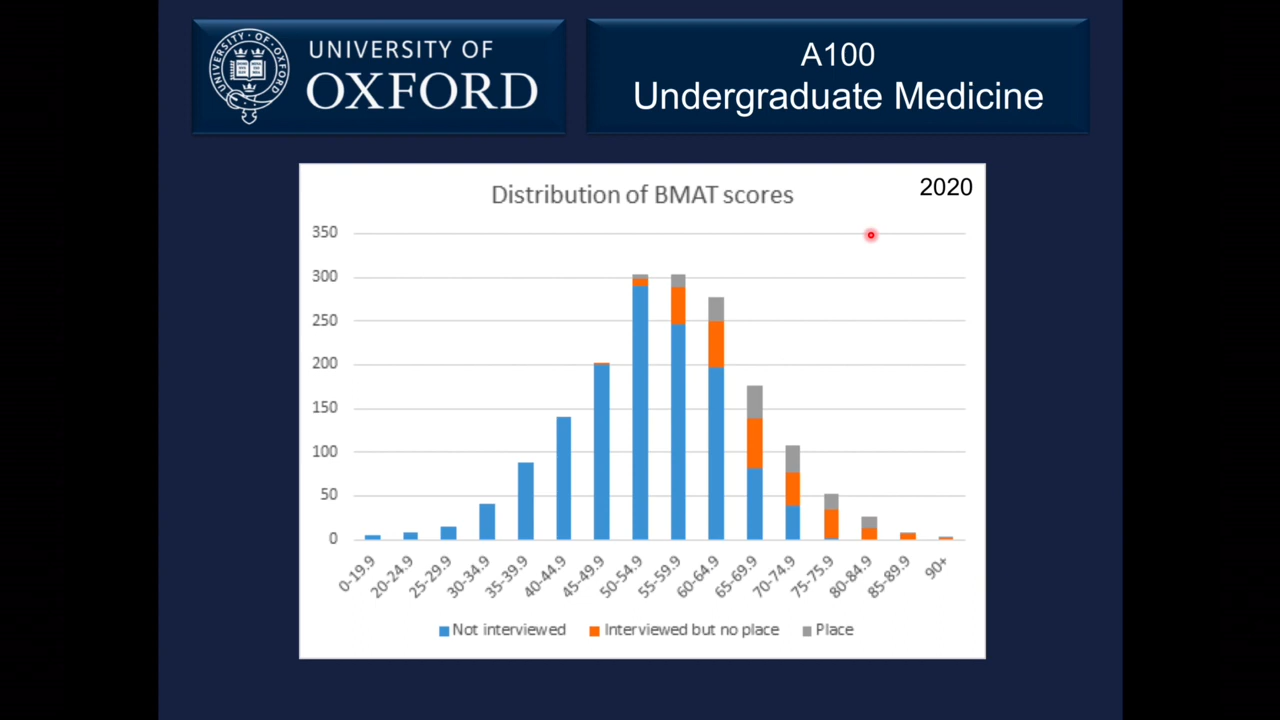 UNIVERSITY OF
OXFORD
UNIVERSITY · OF · OXFORD
A100
Undergraduate Medicine
Distribution of BMAT scores
2020
350
300
250
200
150
100
50
0
0-19.9
20-24.9
25-29.9
30-34.9
35-39.9
40-44.9
45-49.9
50-54.9
55-59.9
60-64.9
65-69.9
70-74.9
75-75.9
80-84.9
85-89.9
90+
Not interviewed
Interviewed but no place
Place